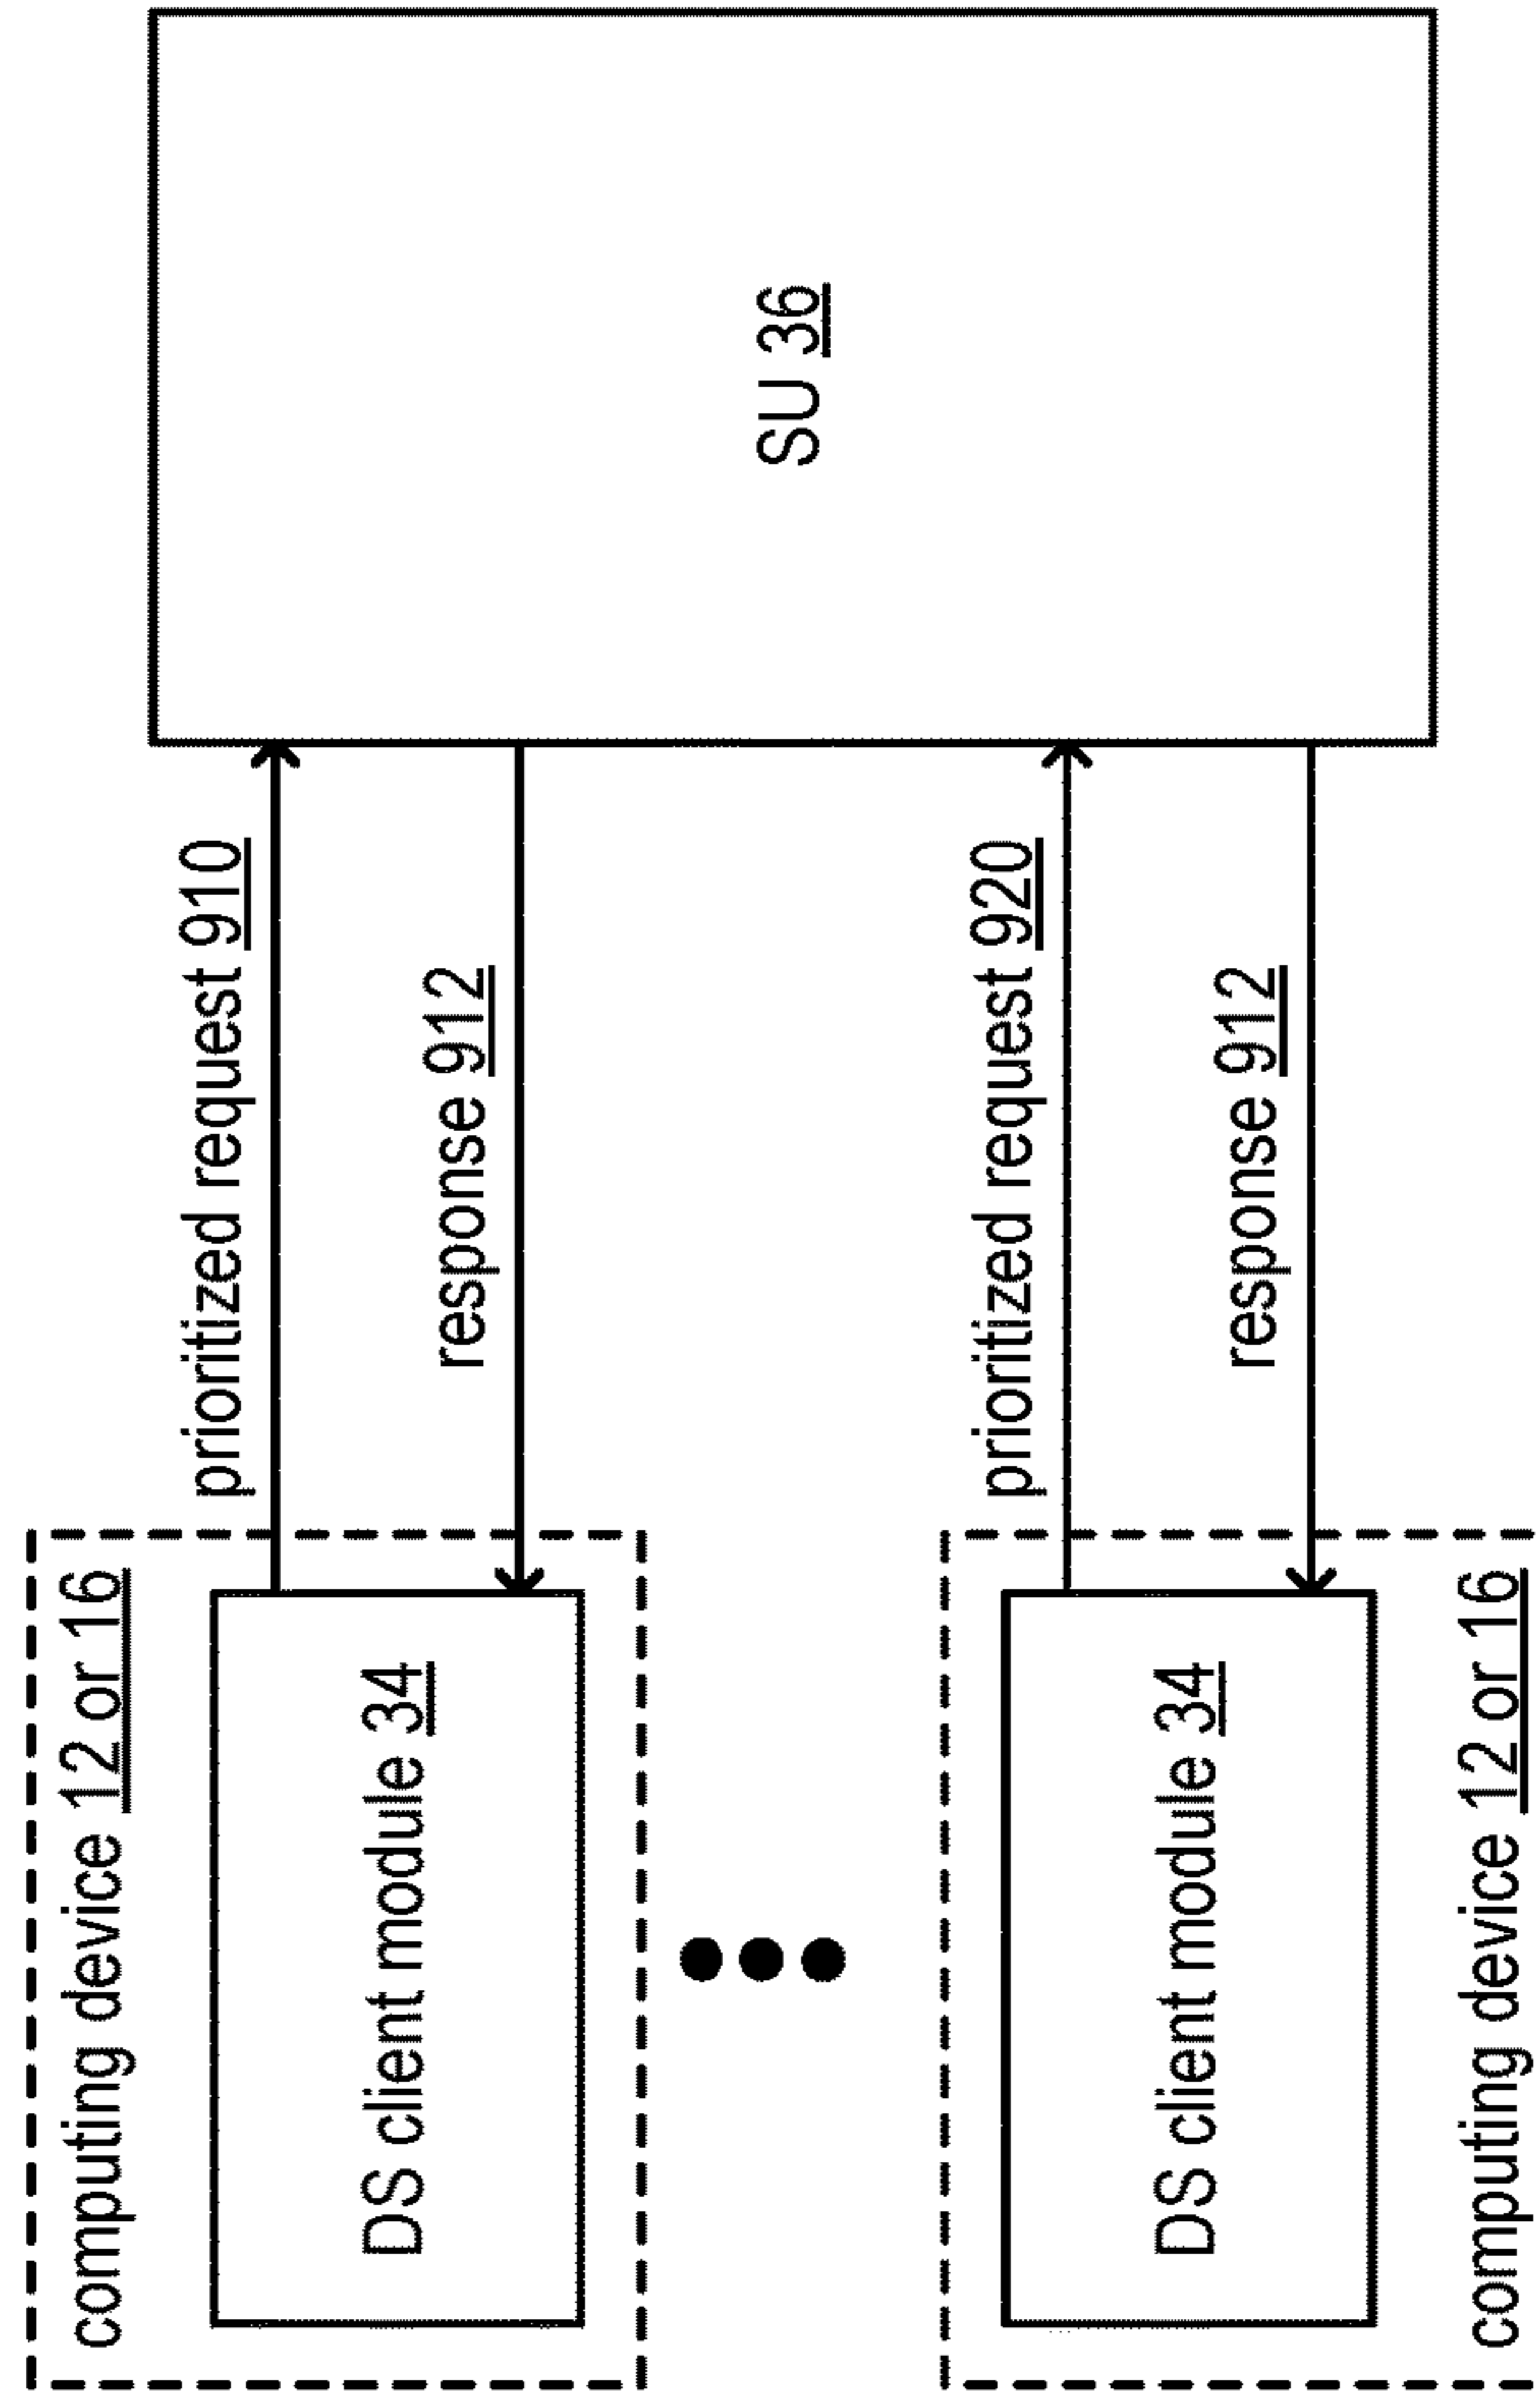 computing device 12 or 16
DS client module 34
prioritized request 910
response 912
SU 36
DS client module 34
prioritized request 920
response 912
computing device 12 or 16